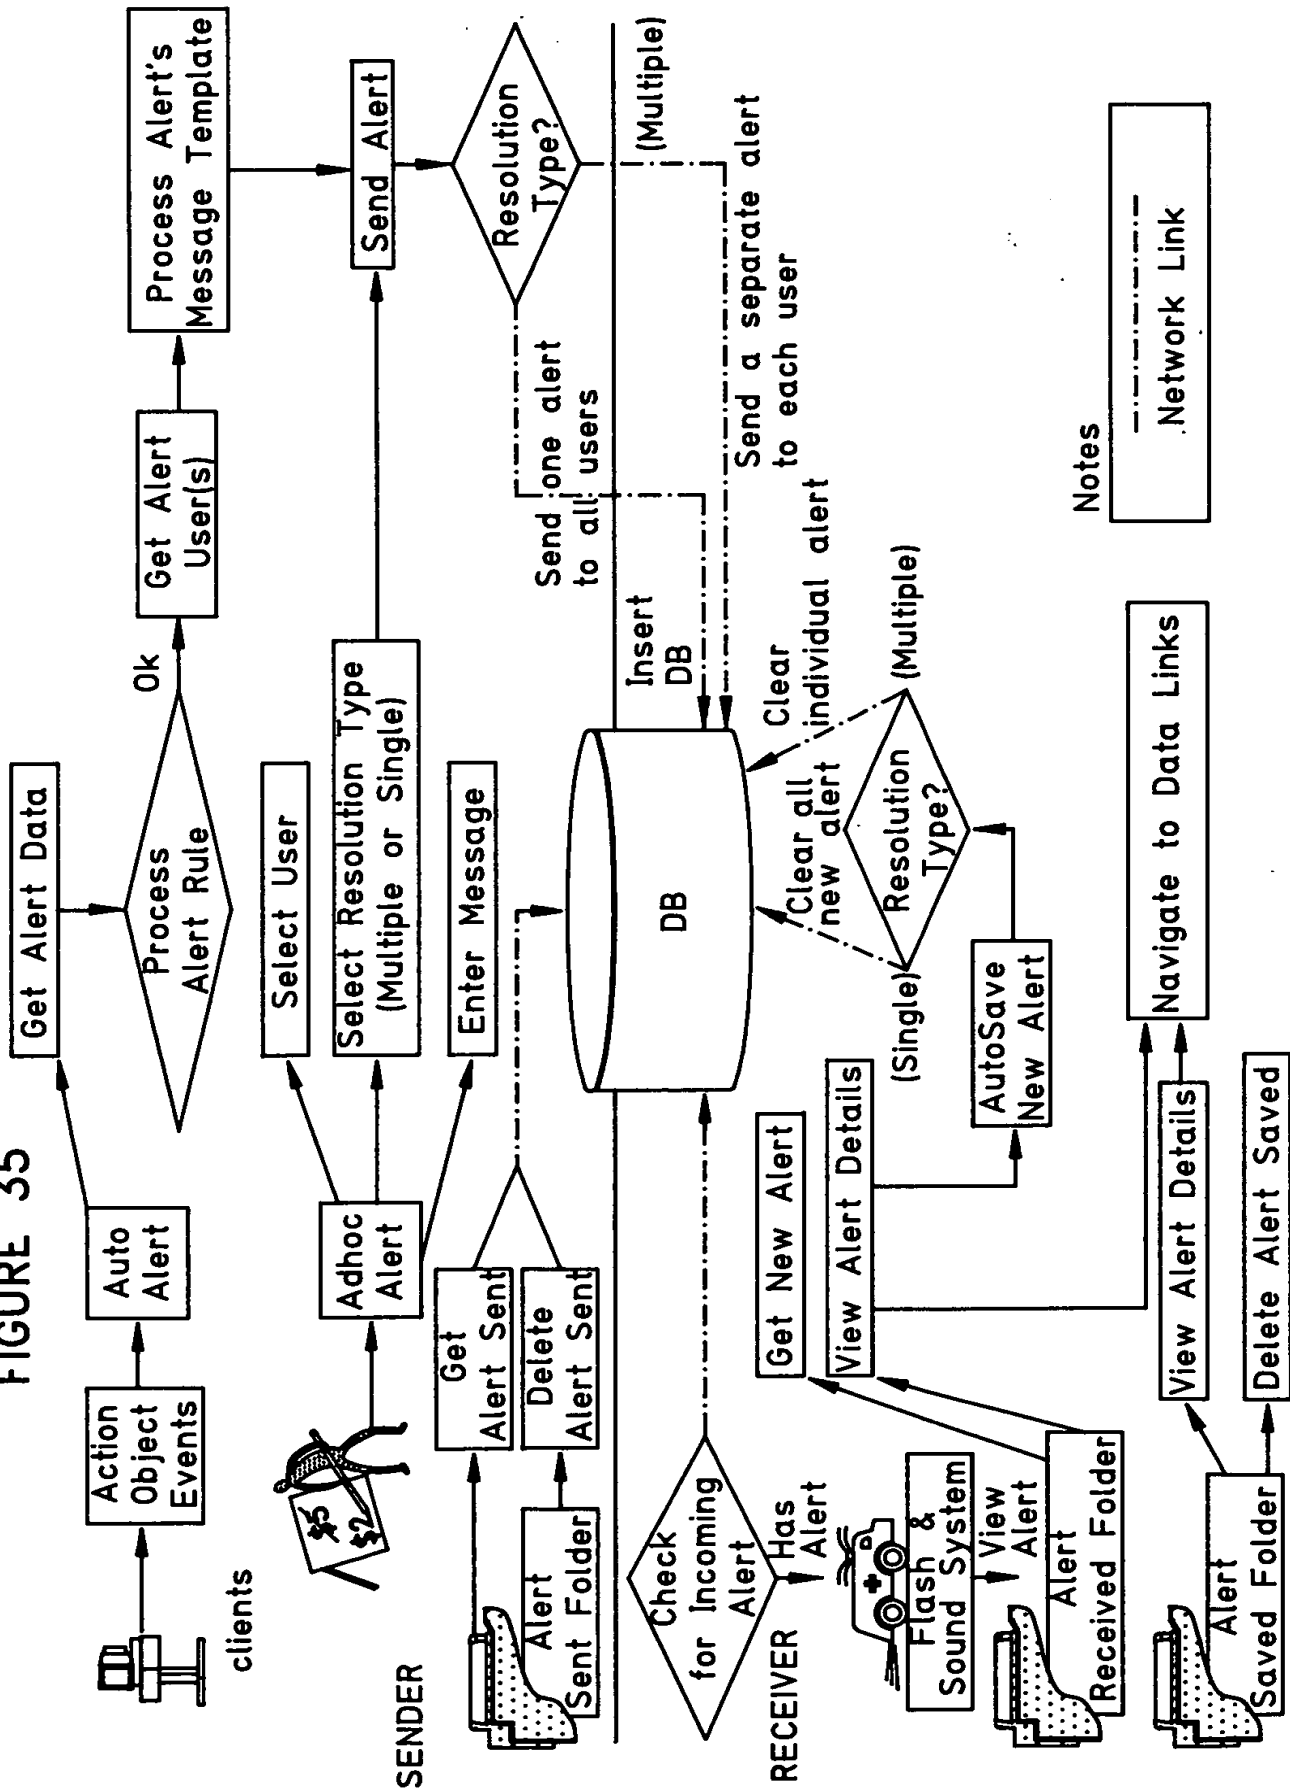 FIGURE 35
clients
Action
Object
Events
Auto
Alert
Get Alert Data
Process
Alert Rule
Ok
Get Alert
User(s)
Process Alert's
Message Template
$5
$2
Adhoc
Alert
Select User
Select Resolution Type
(Multiple or Single)
Enter Message
Send Alert
Resolution
Type?
SENDER
Alert
Sent Folder
Get
Alert Sent
Delete
Alert Sent
Send one alert
to all users
(Multiple)
Insert
DB
DB
Send a separate alert
to each user
RECEIVER
Check
for Incoming
Alert
Has
Alert
Flash &
Sound System
View
Alert
Alert
Received Folder
Get New Alert
View Alert Details
Clear all
new alert
Clear
individual alert
(Single)
Resolution
Type?
(Multiple)
AutoSave
New Alert
Alert
Saved Folder
View Alert Details
Navigate to Data Links
Delete Alert Saved
Notes
Network Link